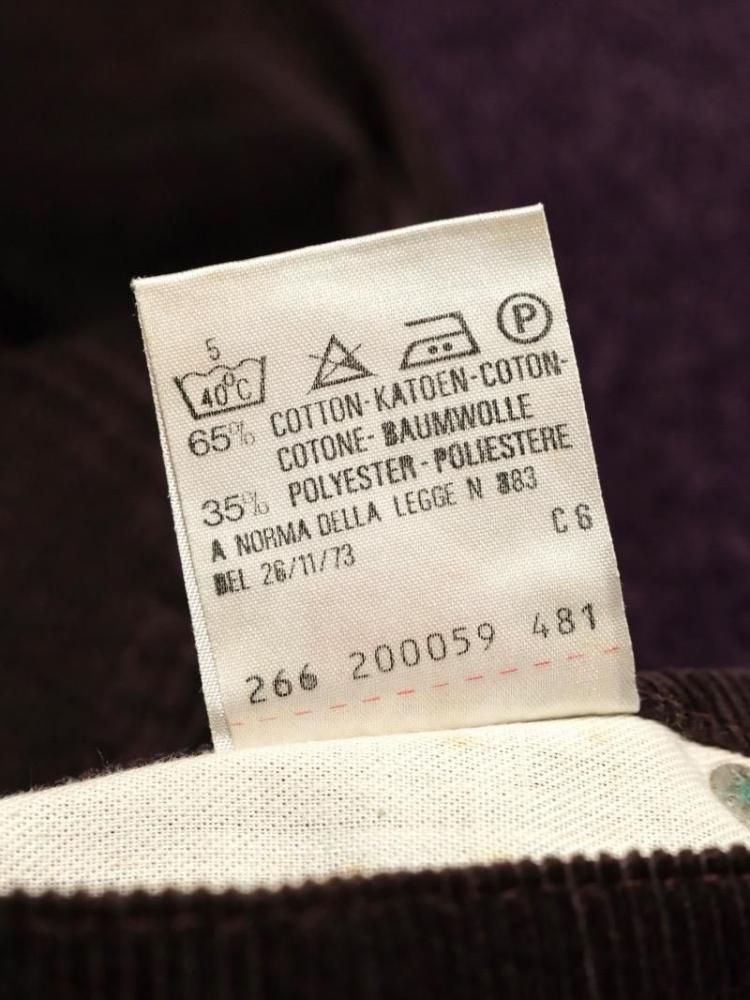 5
40°C
P
65% COTTON-KATOEN-COTON-
COTONE-BAUMWOLLE
35% POLYESTER-POLIESTERE
A NORMA DELLA LEGGE N 883
DEL 26/11/73
C6
266 200059 481